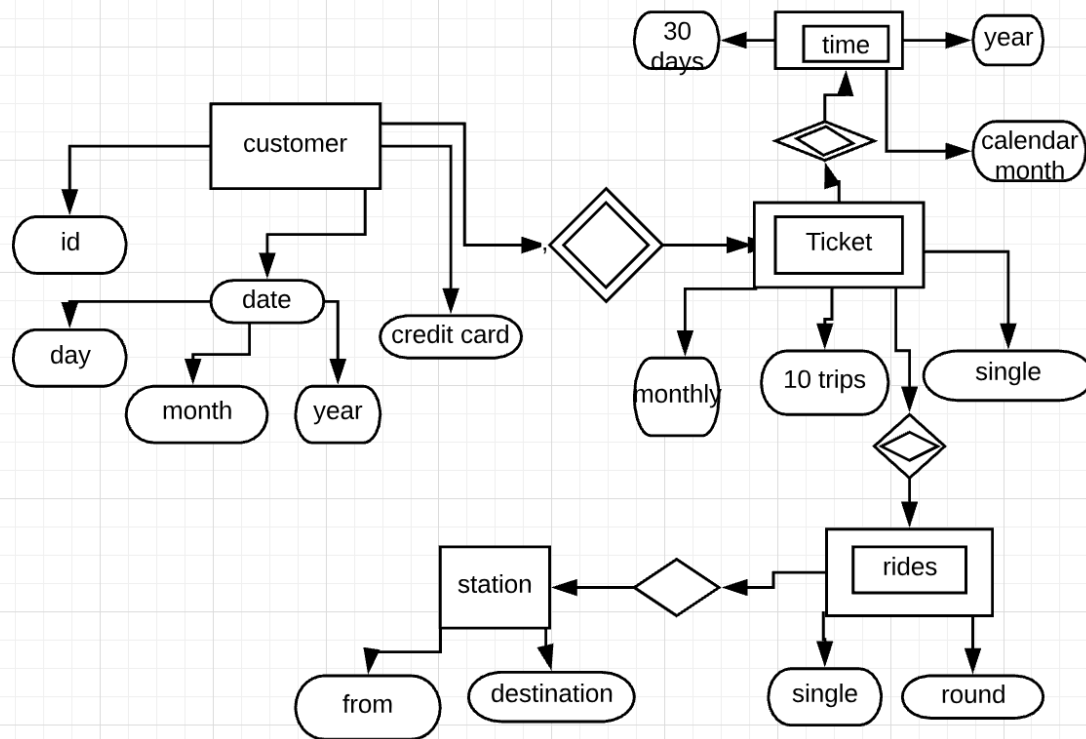 30
days
time
year
customer
calendar
month
id
Ticket
,
date
credit card
day
month
year
monthly
10 trips
single
station
rides
from
destination
single
round